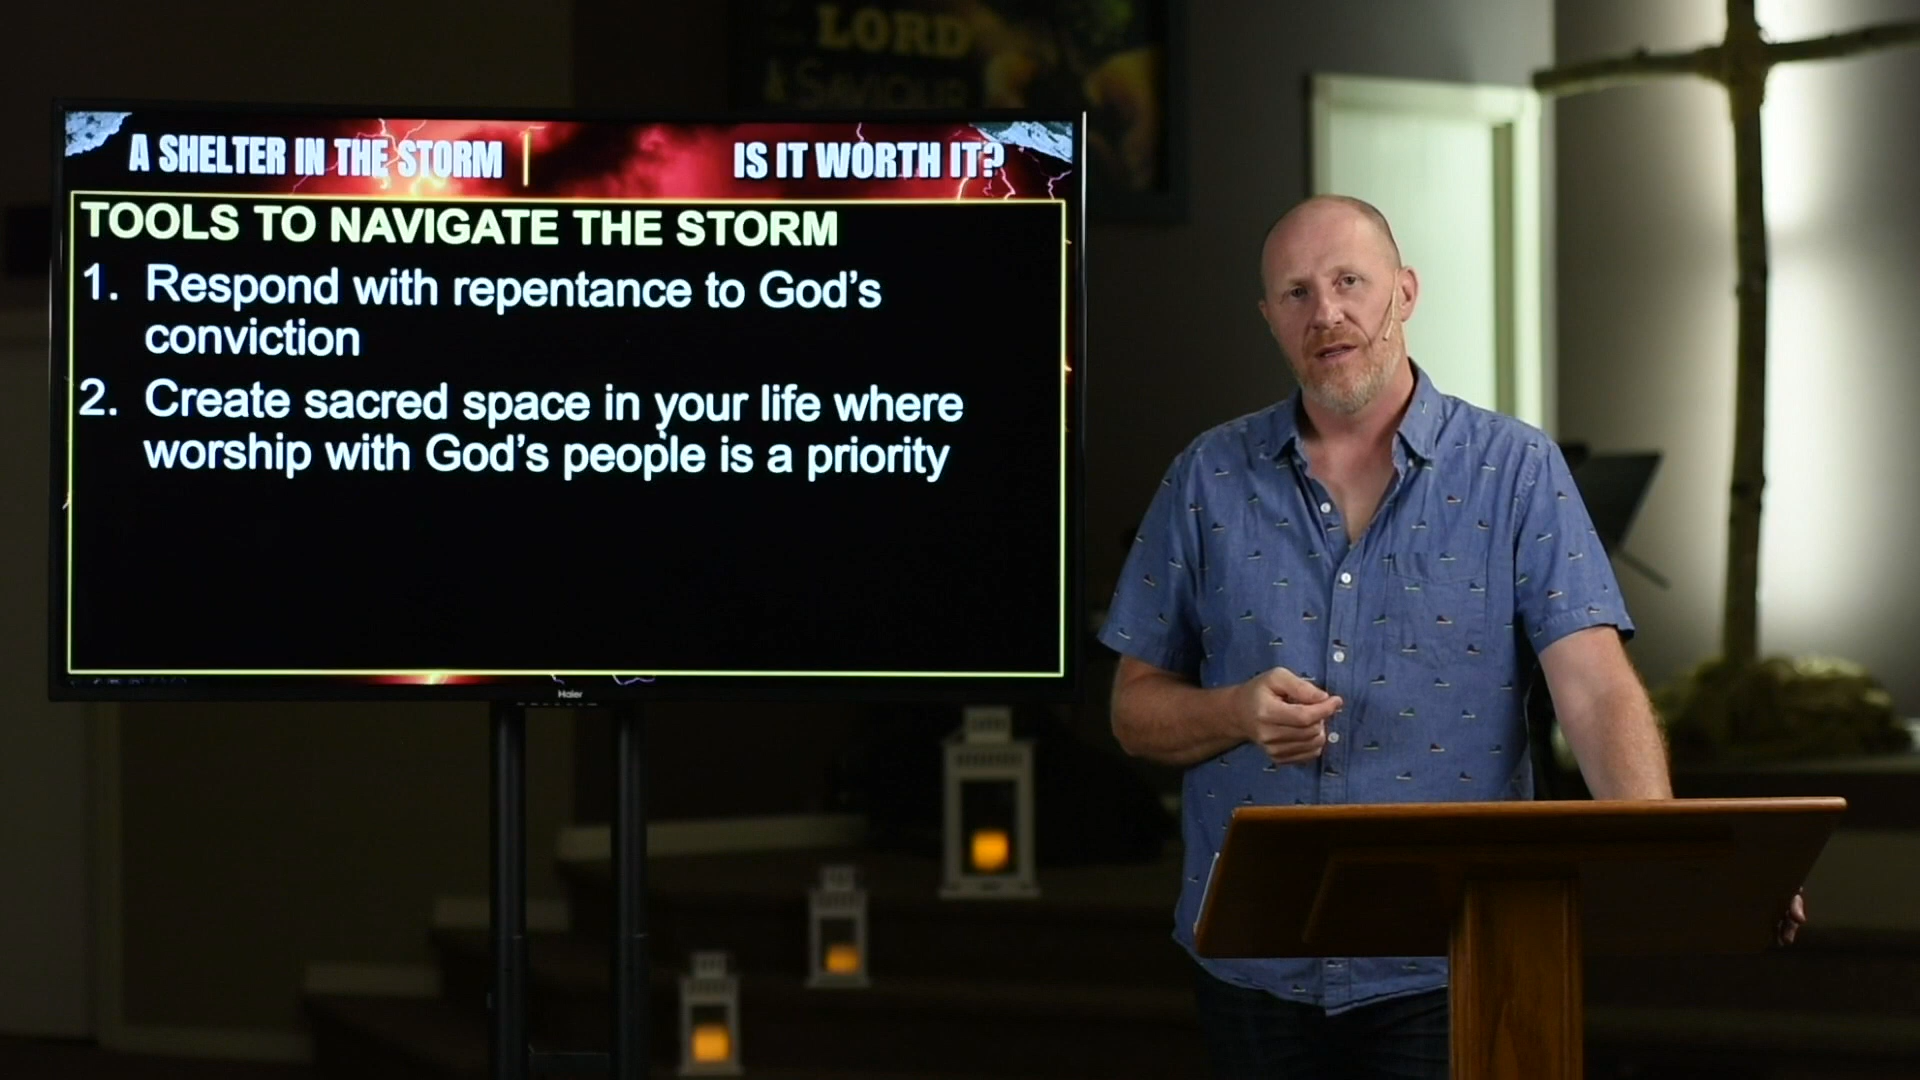 LORD
& SAVIOUR
A SHELTER IN THE STORM
IS IT WORTH IT?
TOOLS TO NAVIGATE THE STORM
1. Respond with repentance to God's
conviction
2. Create sacred space in your life where
worship with God's people is a priority
Haier